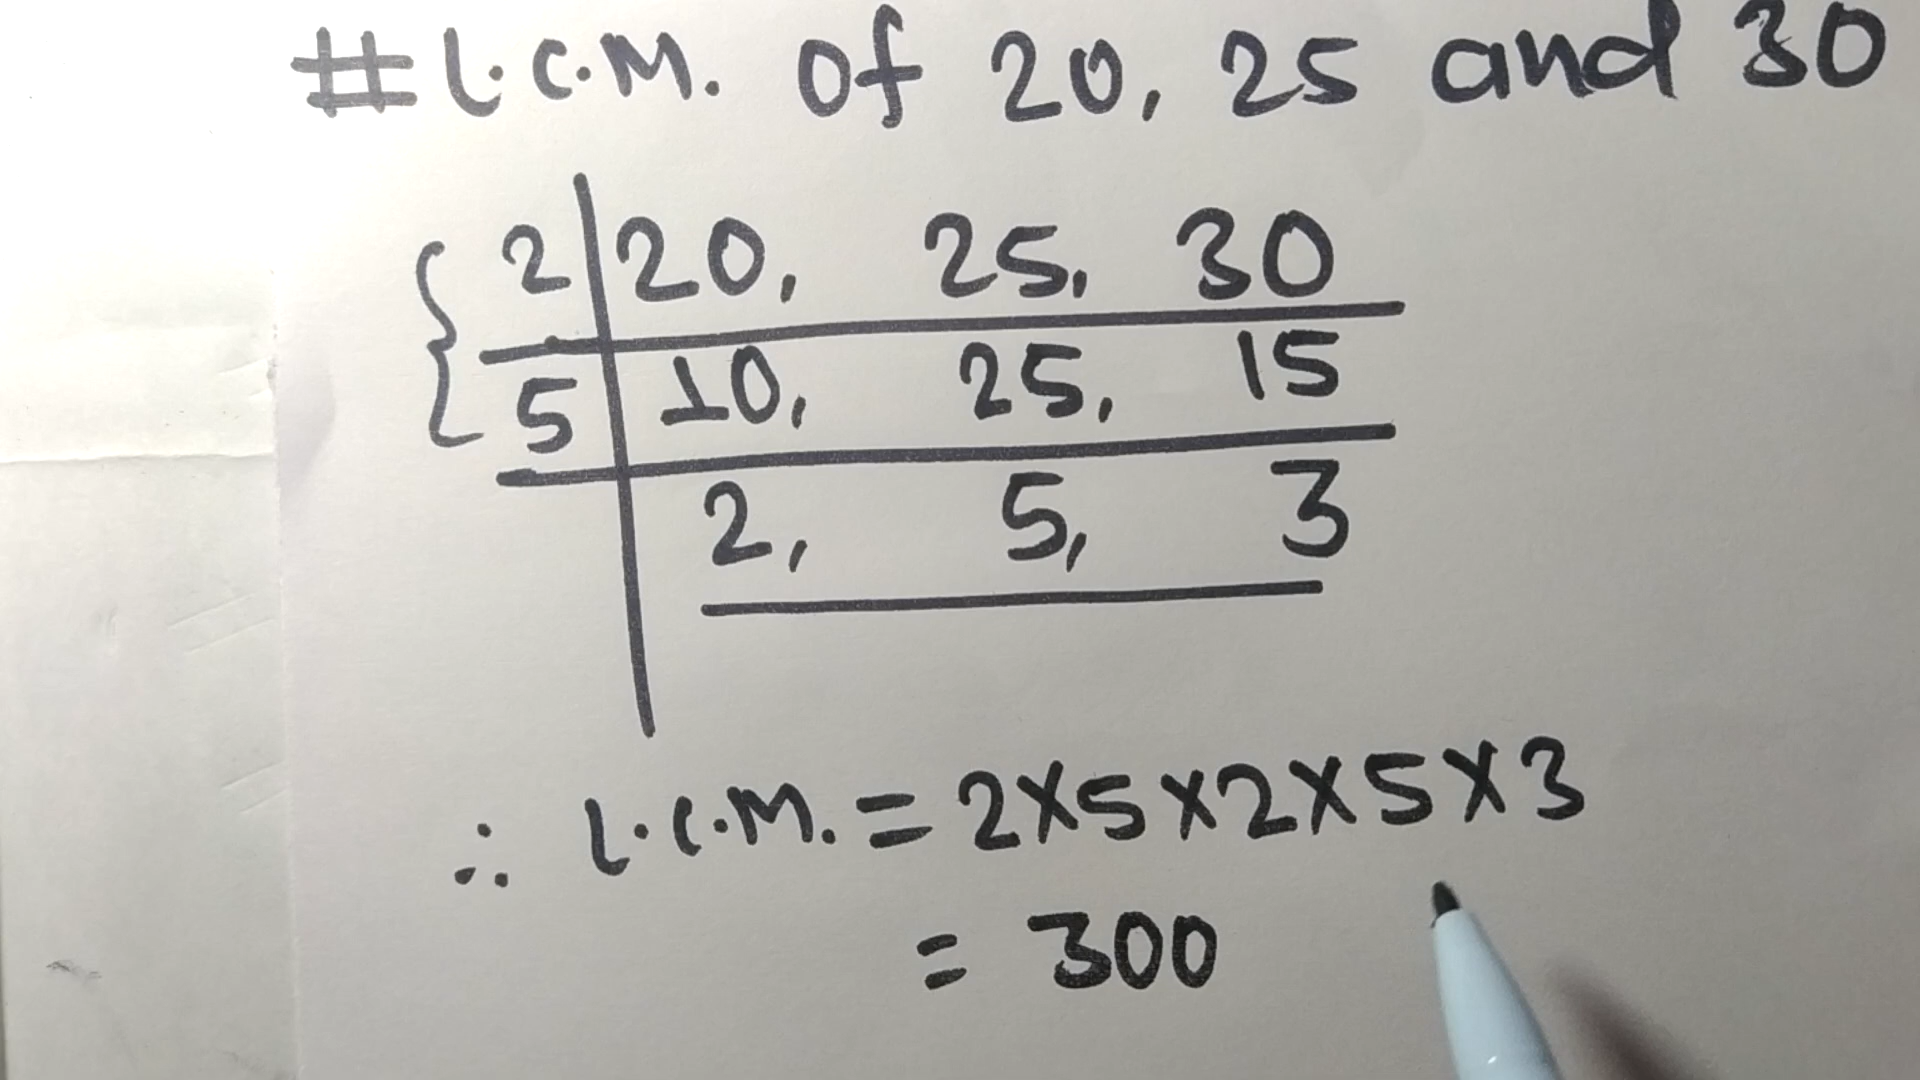 #L.C.M. of 20, 25 and 30
2 20, 25, 30
5 10, 25, 15
2, 5, 3
∴ L.C.M. = 2×5×2×5×3
= 300